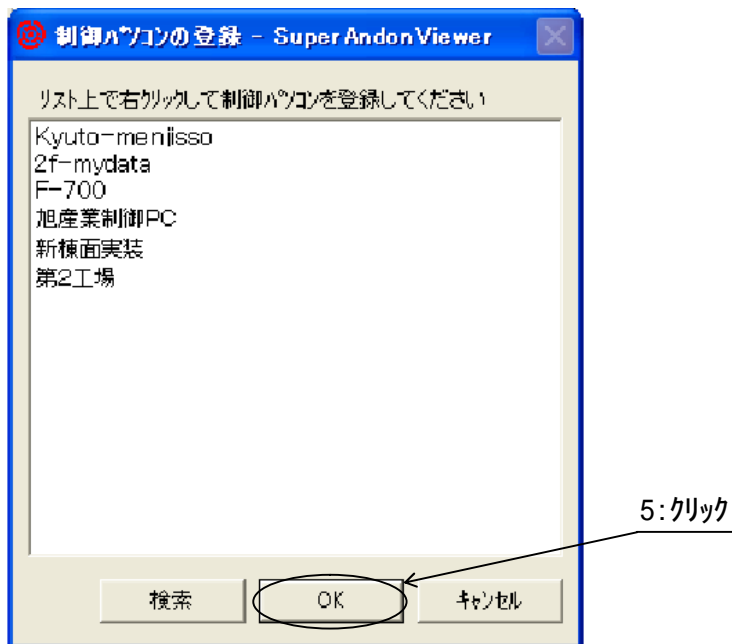 制御ﾊﾟｿｺﾝの登録 - SuperAndonViewer
ﾘｽﾄ上で右ｸﾘｯｸして制御ﾊﾟｿｺﾝを登録してください
Kyuto-menjisso
2f-mydata
F-700
旭産業制御PC
新棟面実装
第2工場
5:ｸﾘｯｸ
検索
OK
ｷｬﾝｾﾙ